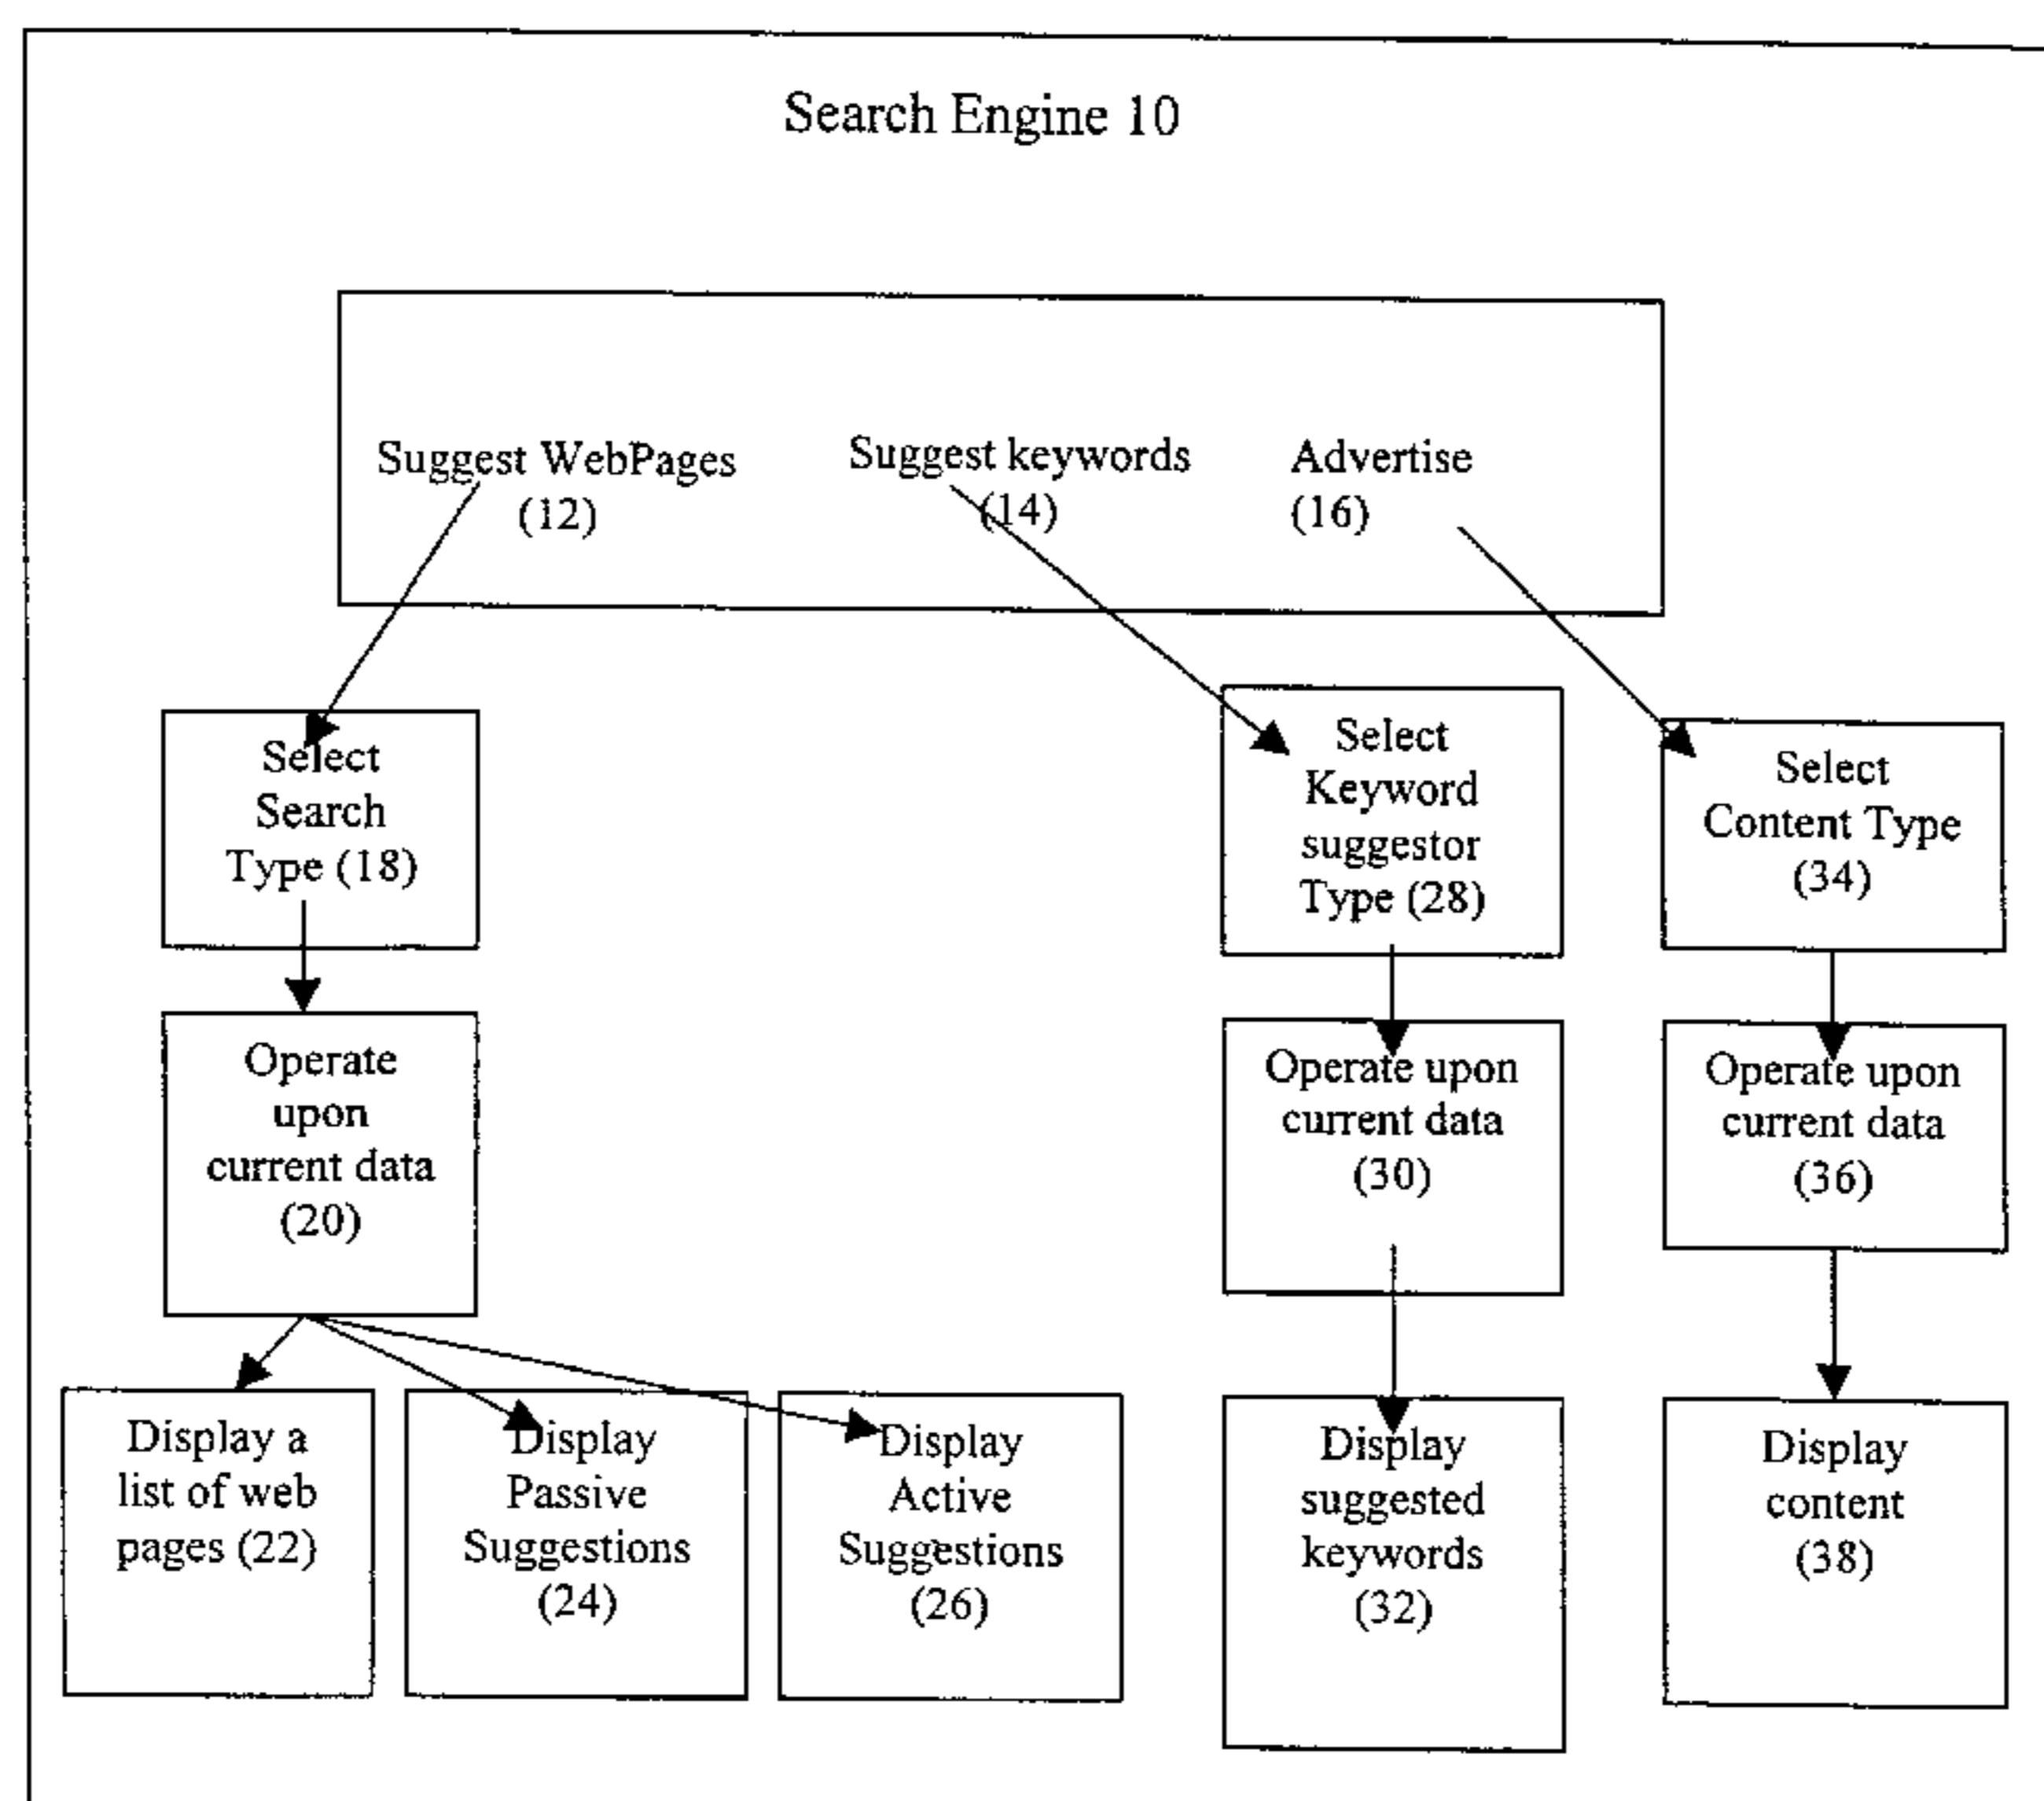 Search Engine 10
Suggest WebPages
(12)
Suggest keywords
(14)
Advertise
(16)
Select
Search
Type (18)
Select
Keyword
suggestor
Type (28)
Select
Content Type
(34)
Operate
upon
current data
(20)
Operate upon
current data
(30)
Operate upon
current data
(36)
Display a
list of web
pages (22)
Display
Passive
Suggestions
(24)
Display
Active
Suggestions
(26)
Display
suggested
keywords
(32)
Display
content
(38)